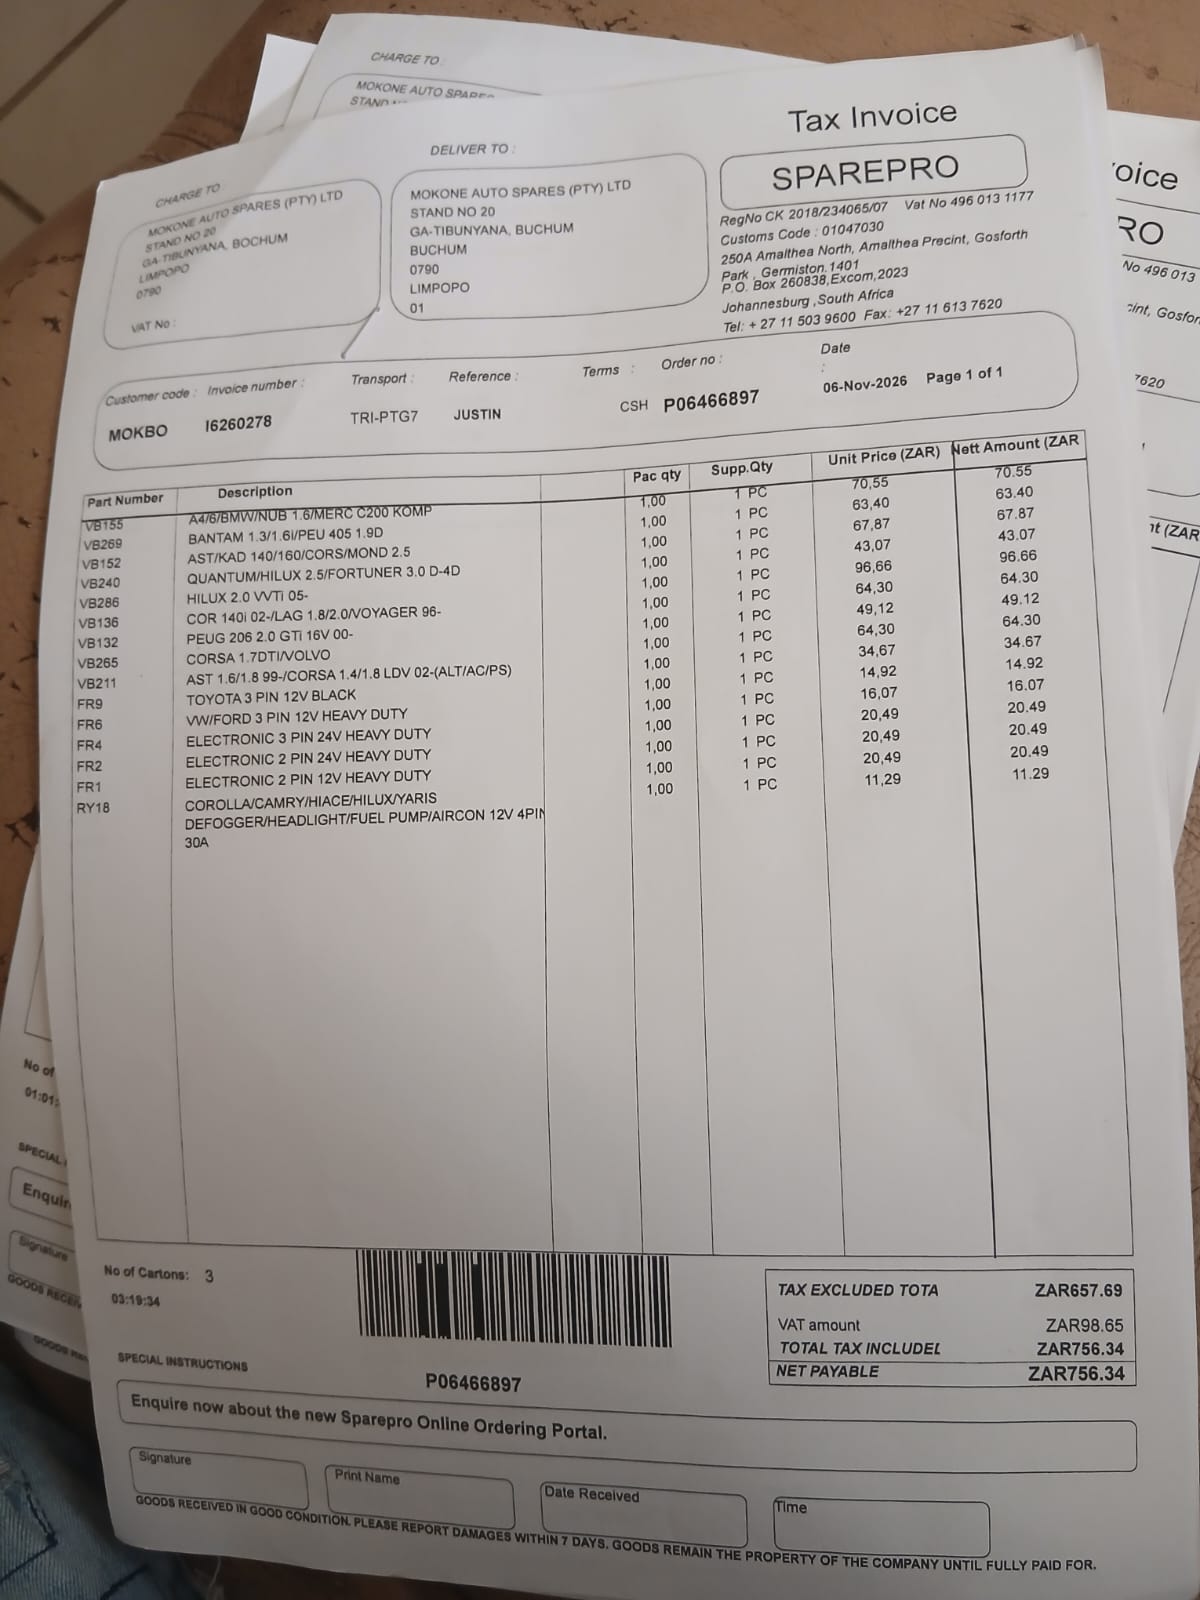 CHARGE TO :
MOKONE AUTO SPARES
Tax Invoice
SPAREPRO
RegNo CK 2018/234065/07 Vat No 496 013 1177
Customs Code : 01047030
250A Amalthea North, Amalthea Precint, Gosforth
Park , Germiston.1401
P.O. Box 260838,Excom,2023
Johannesburg ,South Africa
Tel: + 27 11 503 9600 Fax: +27 11 613 7620
CHARGE TO
MOKONE AUTO SPARES (PTY) LTD
STAND NO 20
GA-TIBUNYANA, BOCHUM
LIMPOPO
0790
VAT No :
DELIVER TO :
MOKONE AUTO SPARES (PTY) LTD
STAND NO 20
GA-TIBUNYANA, BUCHUM
BUCHUM
0790
LIMPOPO
01
Customer code : Invoice number : Transport : Reference : Terms : Order no : Date :
MOKBO I6260278 TRI-PTG7 JUSTIN CSH P06466897 06-Nov-2026 Page 1 of 1
Part Number Description Pac qty Supp.Qty Unit Price (ZAR) Nett Amount (ZAR
VB155 A4/6/BMW/NUB 1.6/MERC C200 KOMP 1,00 1 PC 70,55 70.55
VB269 BANTAM 1.3/1.6I/PEU 405 1.9D 1,00 1 PC 63,40 63.40
VB152 AST/KAD 140/160/CORS/MOND 2.5 1,00 1 PC 67,87 67.87
VB240 QUANTUM/HILUX 2.5/FORTUNER 3.0 D-4D 1,00 1 PC 43,07 43.07
VB286 HILUX 2.0 VVTi 05- 1,00 1 PC 96,66 96.66
VB136 COR 140i 02-/LAG 1.8/2.0/VOYAGER 96- 1,00 1 PC 64,30 64.30
VB132 PEUG 206 2.0 GTi 16V 00- 1,00 1 PC 49,12 49.12
VB265 CORSA 1.7DTI/VOLVO 1,00 1 PC 64,30 64.30
VB211 AST 1.6/1.8 99-/CORSA 1.4/1.8 LDV 02-(ALT/AC/PS) 1,00 1 PC 34,67 34.67
FR9 TOYOTA 3 PIN 12V BLACK 1,00 1 PC 14,92 14.92
FR6 VW/FORD 3 PIN 12V HEAVY DUTY 1,00 1 PC 16,07 16.07
FR4 ELECTRONIC 3 PIN 24V HEAVY DUTY 1,00 1 PC 20,49 20.49
FR2 ELECTRONIC 2 PIN 24V HEAVY DUTY 1,00 1 PC 20,49 20.49
FR1 ELECTRONIC 2 PIN 12V HEAVY DUTY 1,00 1 PC 20,49 20.49
RY18 COROLLA/CAMRY/HIACE/HILUX/YARIS 1,00 1 PC 11,29 11.29
DEFOGGER/HEADLIGHT/FUEL PUMP/AIRCON 12V 4PIN
30A
No of Cartons: 3
03:19:34
P06466897
TAX EXCLUDED TOTA ZAR657.69
VAT amount ZAR98.65
TOTAL TAX INCLUDEL ZAR756.34
NET PAYABLE ZAR756.34
SPECIAL INSTRUCTIONS
Enquire now about the new Sparepro Online Ordering Portal.
Signature
Print Name
Date Received
Time
GOODS RECEIVED IN GOOD CONDITION. PLEASE REPORT DAMAGES WITHIN 7 DAYS. GOODS REMAIN THE PROPERTY OF THE COMPANY UNTIL FULLY PAID FOR.
No of
01:01:
SPECIAL
Signature
No 496 013
7620
(ZAR